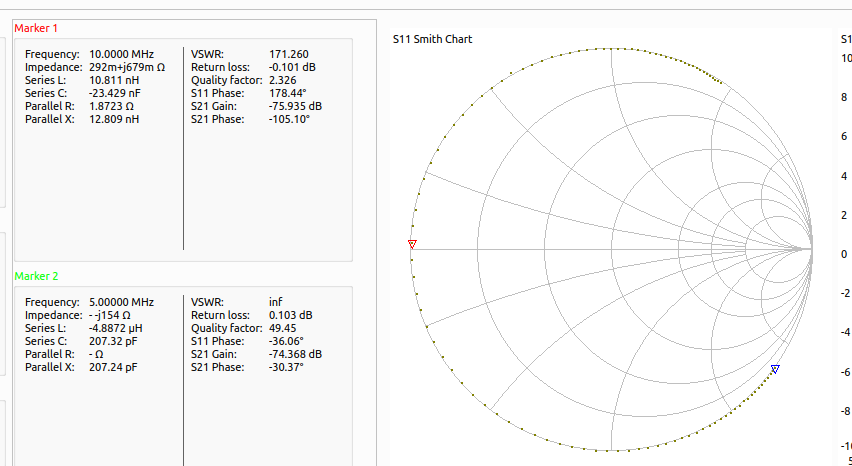 Marker 1
Frequency: 10.0000 MHz
Impedance: 292m+j679m Ω
Series L: 10.811 nH
Series C: -23.429 nF
Parallel R: 1.8723 Ω
Parallel X: 12.809 nH
VSWR: 171.260
Return loss: -0.101 dB
Quality factor: 2.326
S11 Phase: 178.44°
S21 Gain: -75.935 dB
S21 Phase: -105.10°
Marker 2
Frequency: 5.00000 MHz
Impedance: - -j154 Ω
Series L: -4.8872 µH
Series C: 207.32 pF
Parallel R: - Ω
Parallel X: 207.24 pF
VSWR: inf
Return loss: 0.103 dB
Quality factor: 49.45
S11 Phase: -36.06°
S21 Gain: -74.368 dB
S21 Phase: -30.37°
S11 Smith Chart
S1
10
8
6
4
2
0
-2
-4
-6
-8
-10
5